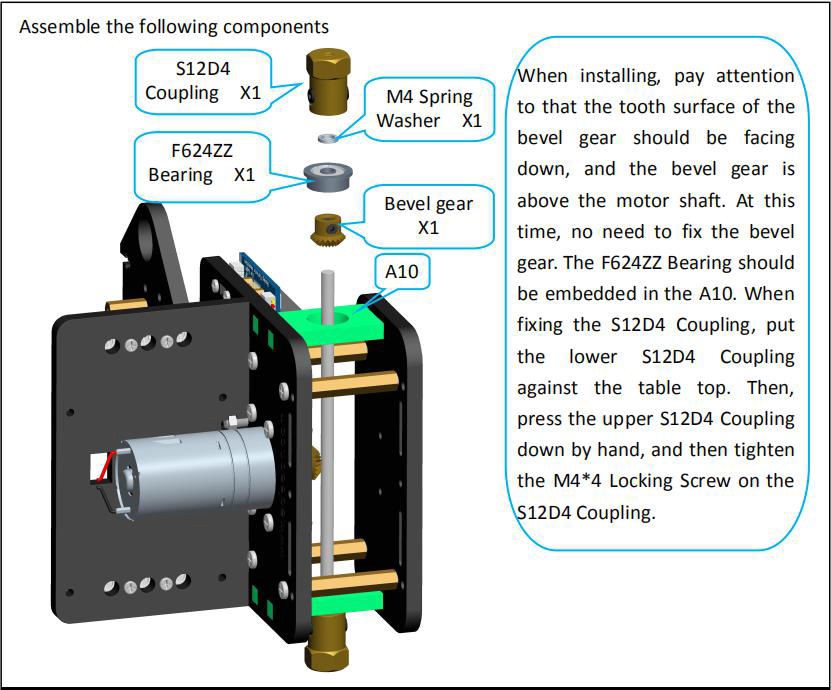 Assemble the following components
S12D4
Coupling X1
M4 Spring
Washer X1
F624ZZ
Bearing X1
Bevel gear
X1
A10
When installing, pay attention
to that the tooth surface of the
bevel gear should be facing
down, and the bevel gear is
above the motor shaft. At this
time, no need to fix the bevel
gear. The F624ZZ Bearing should
be embedded in the A10. When
fixing the S12D4 Coupling, put
the lower S12D4 Coupling
against the table top. Then,
press the upper S12D4 Coupling
down by hand, and then tighten
the M4*4 Locking Screw on the
S12D4 Coupling.